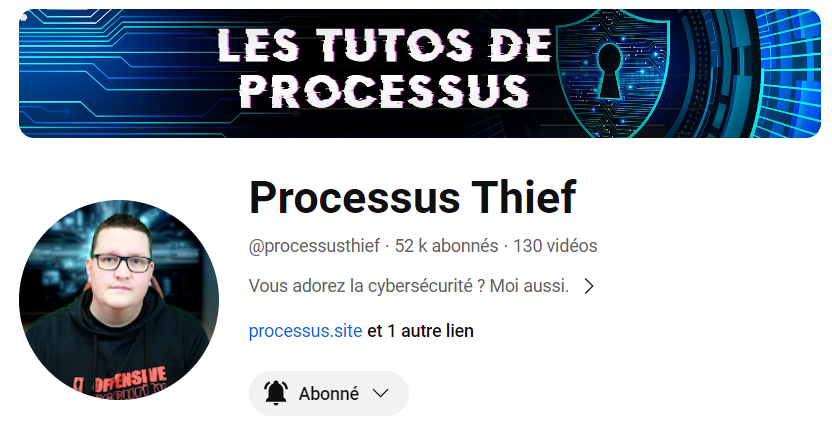 LES TUTOS DE
PROCESSUS
Processus Thief
@processusthief · 52 k abonnés · 130 vidéos
Vous adorez la cybersécurité ? Moi aussi.
processus.site et 1 autre lien
OFFENSIVE
Abonné